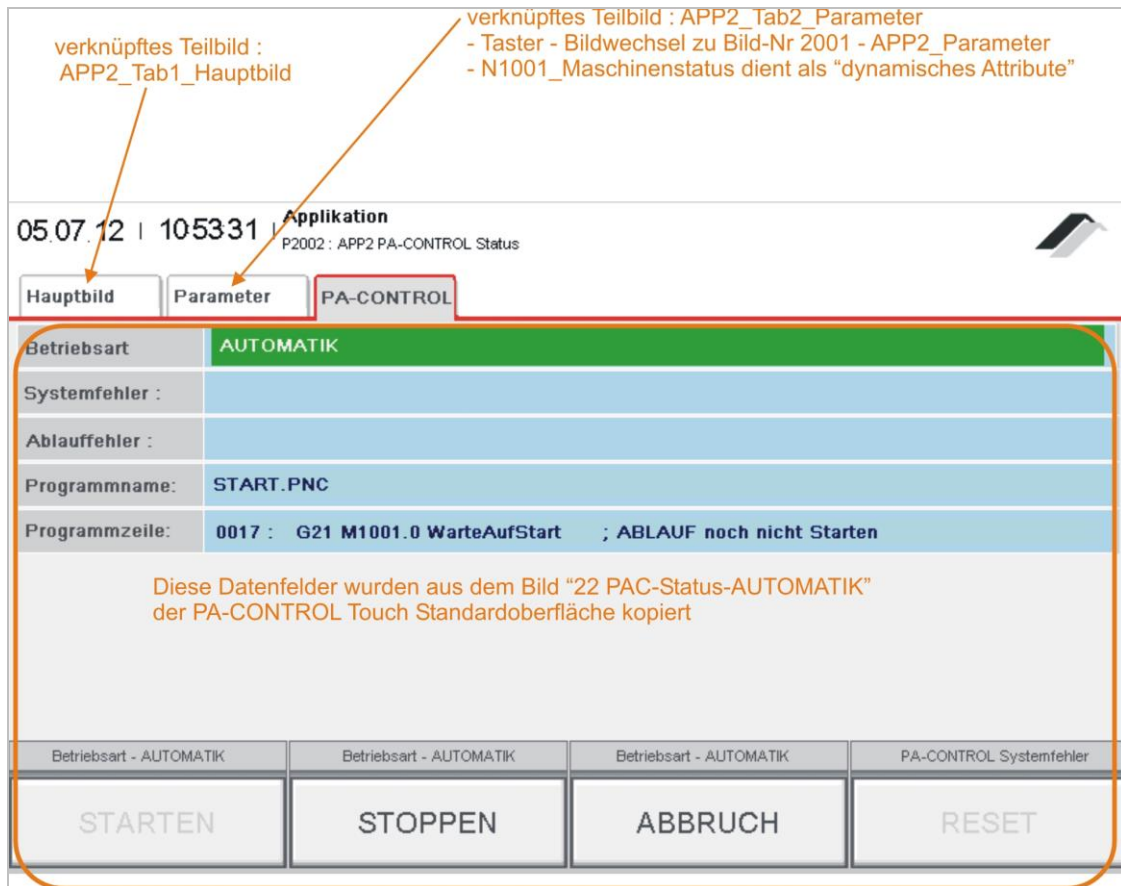 verknüpftes Teilbild :
APP2_Tab1_Hauptbild
verknüpftes Teilbild : APP2_Tab2_Parameter
- Taster - Bildwechsel zu Bild-Nr 2001 - APP2_Parameter
- N1001_Maschinenstatus dient als “dynamisches Attribute”
05.07.12 | 10:53:31 | Applikation
P2002 : APP2 PA-CONTROL Status
Hauptbild Parameter PA-CONTROL
Betriebsart AUTOMATIK
Systemfehler :
Ablauffehler :
Programmname: START.PNC
Programmzeile: 0017 : G21 M1001.0 WarteAufStart ; ABLAUF noch nicht Starten
Diese Datenfelder wurden aus dem Bild “22 PAC-Status-AUTOMATIK”
der PA-CONTROL Touch Standardoberfläche kopiert
Betriebsart - AUTOMATIK Betriebsart - AUTOMATIK Betriebsart - AUTOMATIK PA-CONTROL Systemfehler
STARTEN STOPPEN ABBRUCH RESET